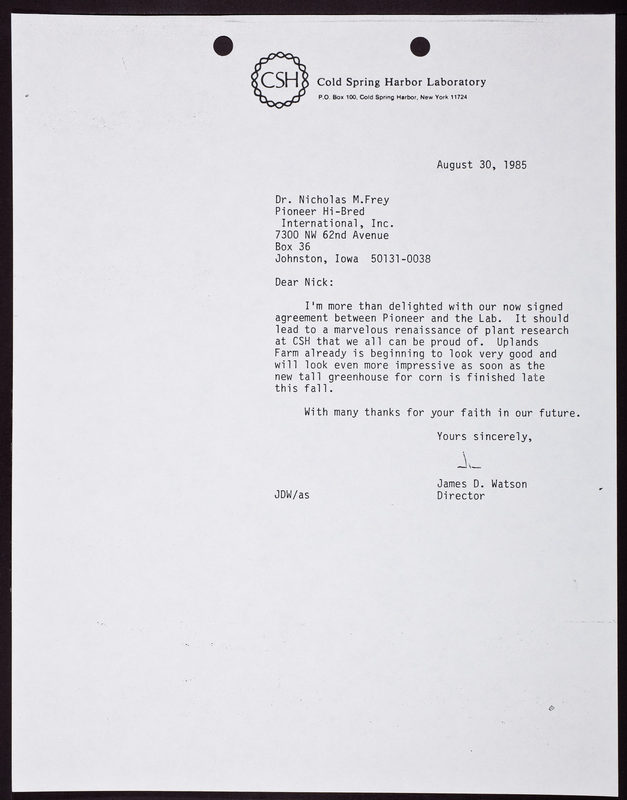 CSH
Cold Spring Harbor Laboratory
P.O. Box 100, Cold Spring Harbor, New York 11724
August 30, 1985
Dr. Nicholas M.Frey
Pioneer Hi-Bred
International, Inc.
7300 NW 62nd Avenue
Box 36
Johnston, Iowa 50131-0038
Dear Nick:
I'm more than delighted with our now signed
agreement between Pioneer and the Lab. It should
lead to a marvelous renaissance of plant research
at CSH that we all can be proud of. Uplands
Farm already is beginning to look very good and
will look even more impressive as soon as the
new tall greenhouse for corn is finished late
this fall.
With many thanks for your faith in our future.
Yours sincerely,
James D. Watson
JDW/as
Director